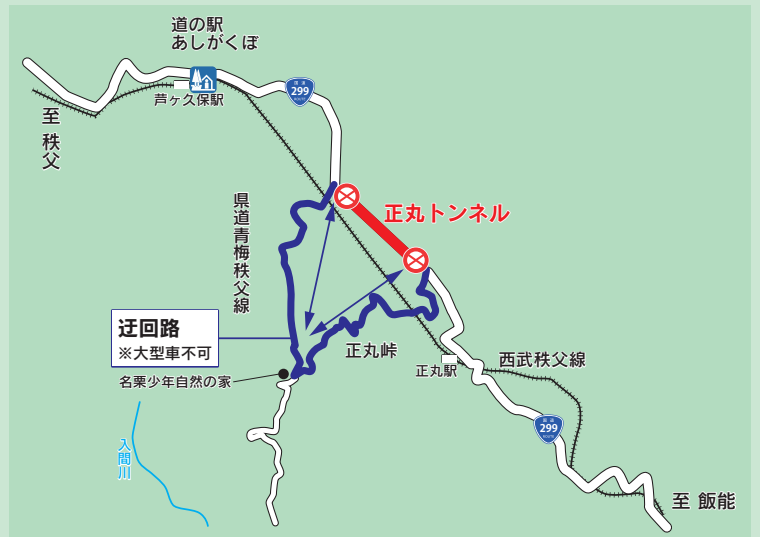 道の駅
あしがくぼ
芦ヶ久保駅
299
至 秩父
県道青梅秩父線
正丸トンネル
迂回路
※大型車不可
正丸峠
正丸駅
西武秩父線
名栗少年自然の家
299
入間川
至 飯能